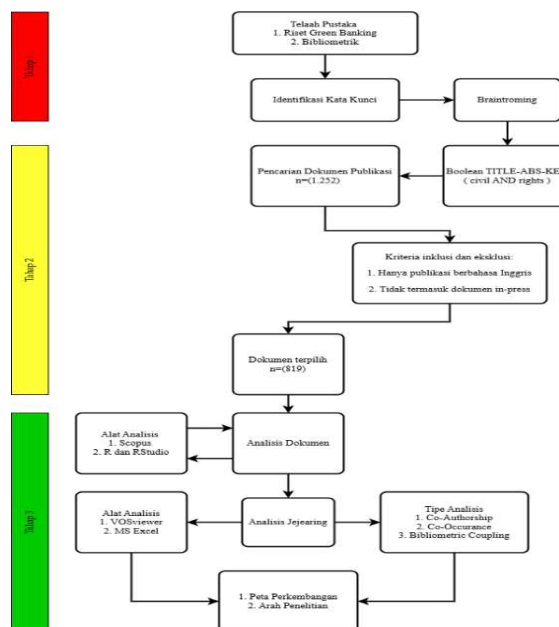 Tahap 1
Telaah Pustaka
1. Riset Green Banking
2. Bibliometrik
Identifikasi Kata Kunci
Braintroming
Tahap 2
Pencarian Dokumen Publikasi
n=(1.252)
Boolean TITLE-ABS-KE
( civil AND rights )
Kriteria inklusi dan eksklusi:
1. Hanya publikasi berbahasa Inggris
2. Tidak termasuk dokumen in-press
Dokumen terpilih
n=(819)
Tahap 3
Alat Analisis
1. Scopus
2. R dan RStudio
Analisis Dokumen
Alat Analisis
1. VOSviewer
2. MS Excel
Analisis Jejearing
Tipe Analisis
1. Co-Authorship
2. Co-Occurance
3. Bibliometric Coupling
1. Peta Perkembangan
2. Arah Penelitian